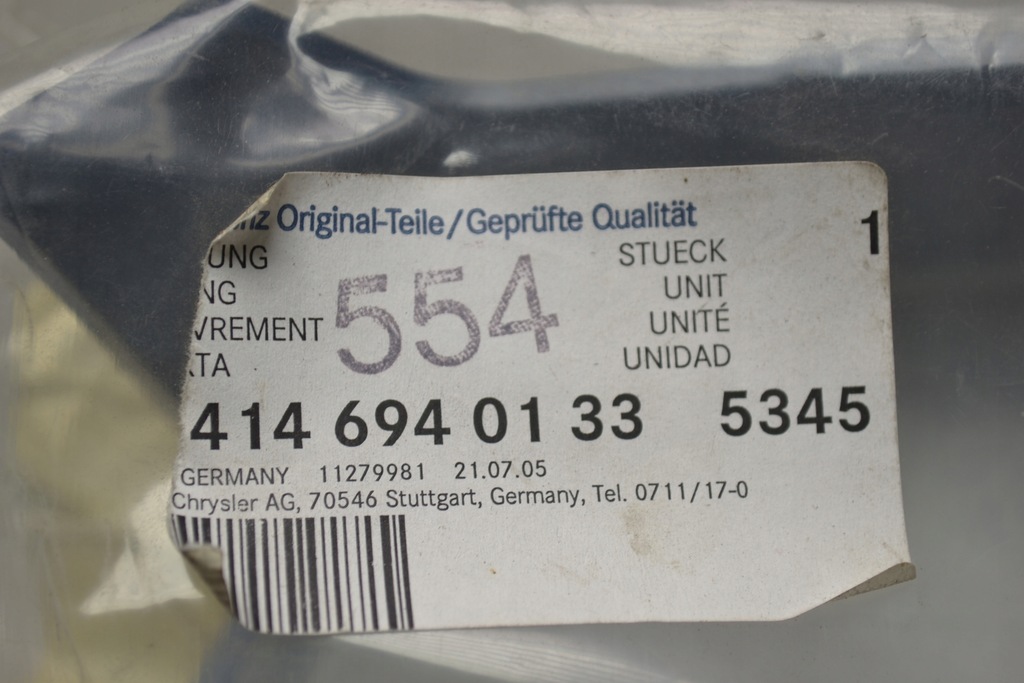 nz Original-Teile/Geprüfte Qualität
UNG STUECK 1
NG 554 UNIT
VREMENT UNITÉ
TA UNIDAD
414 694 01 33 5345
GERMANY 11279981 21.07.05
Chrysler AG, 70546 Stuttgart, Germany, Tel. 0711/17-0